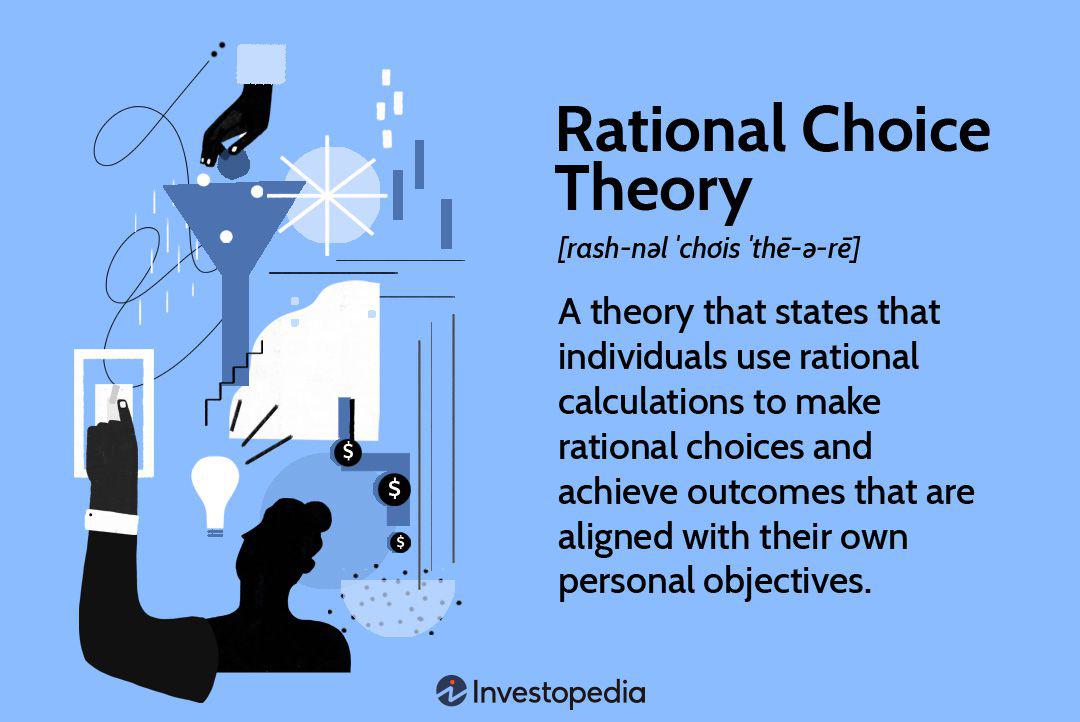 Rational Choice
Theory
[rash-nəl ˈchȯis ˈthē-ə-rē]
A theory that states that
individuals use rational
calculations to make
rational choices and
achieve outcomes that are
aligned with their own
personal objectives.
$
$
$
Investopedia